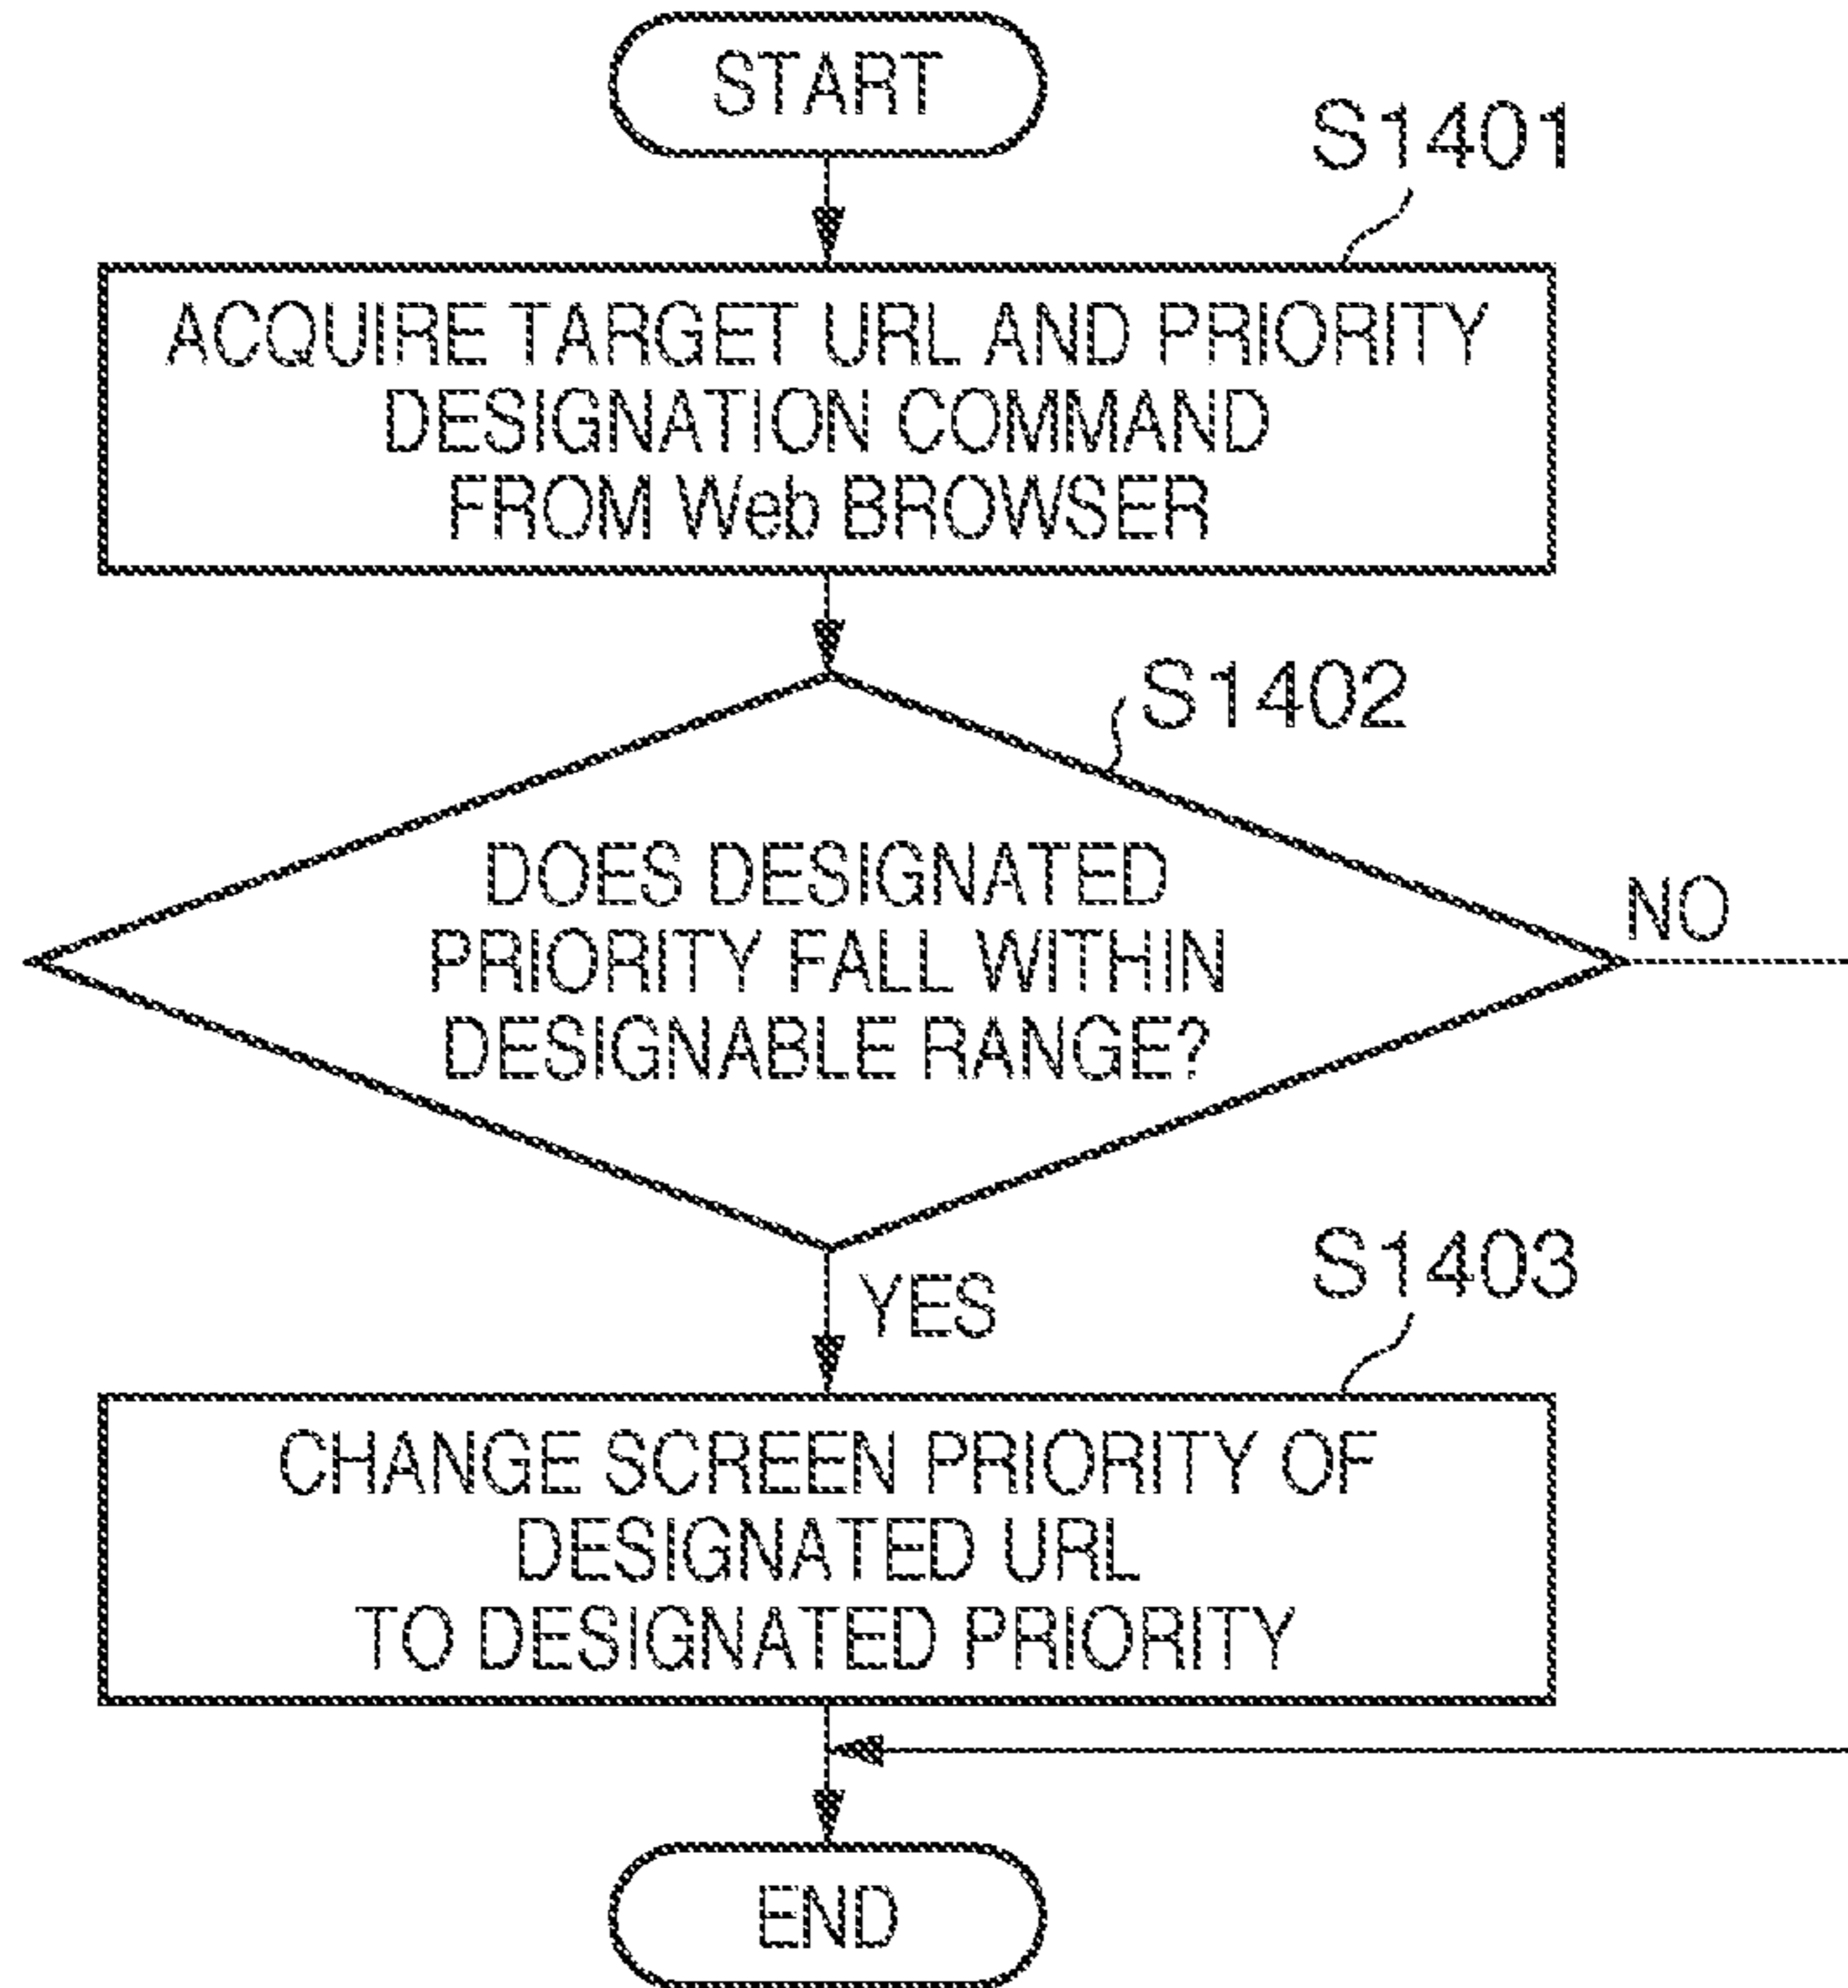 START
S1401
ACQUIRE TARGET URL AND PRIORITY
DESIGNATION COMMAND
FROM Web BROWSER
S1402
DOES DESIGNATED
PRIORITY FALL WITHIN
DESIGNABLE RANGE?
NO
YES
S1403
CHANGE SCREEN PRIORITY OF
DESIGNATED URL
TO DESIGNATED PRIORITY
END